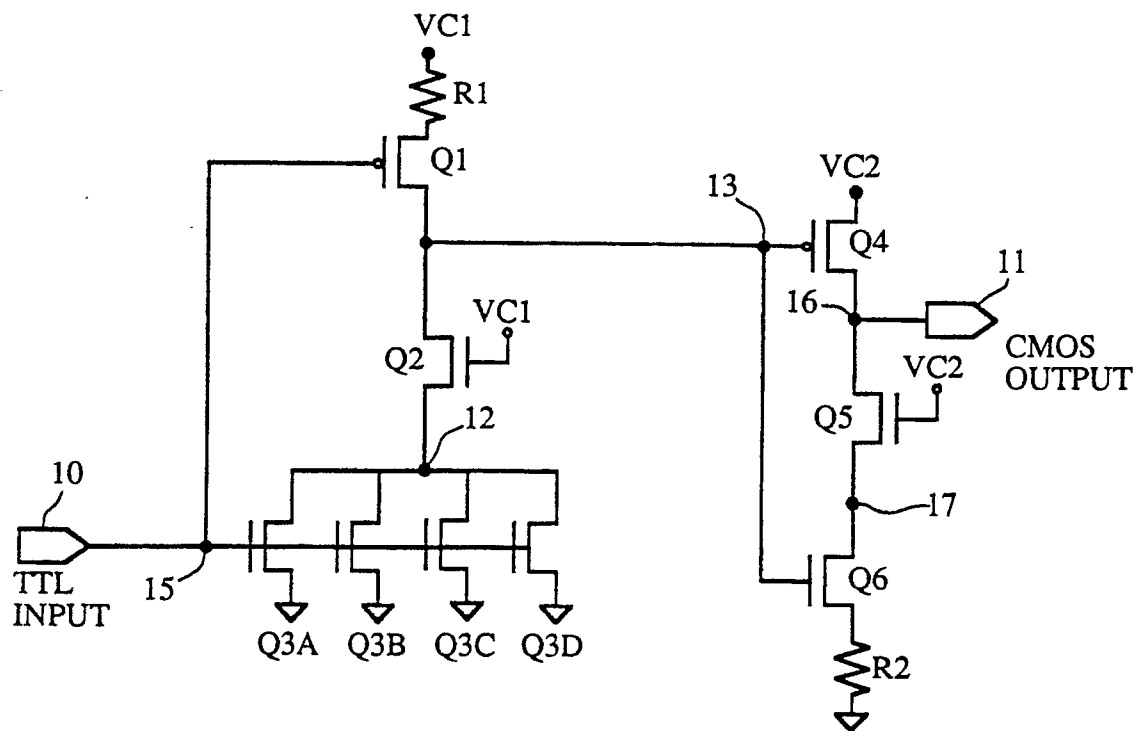 VC1
R1
Q1
VC2
13
Q4
11
16
VC1
CMOS
OUTPUT
Q2
VC2
Q5
12
10
17
TTL
INPUT
15
Q6
Q3A
Q3B
Q3C
Q3D
R2